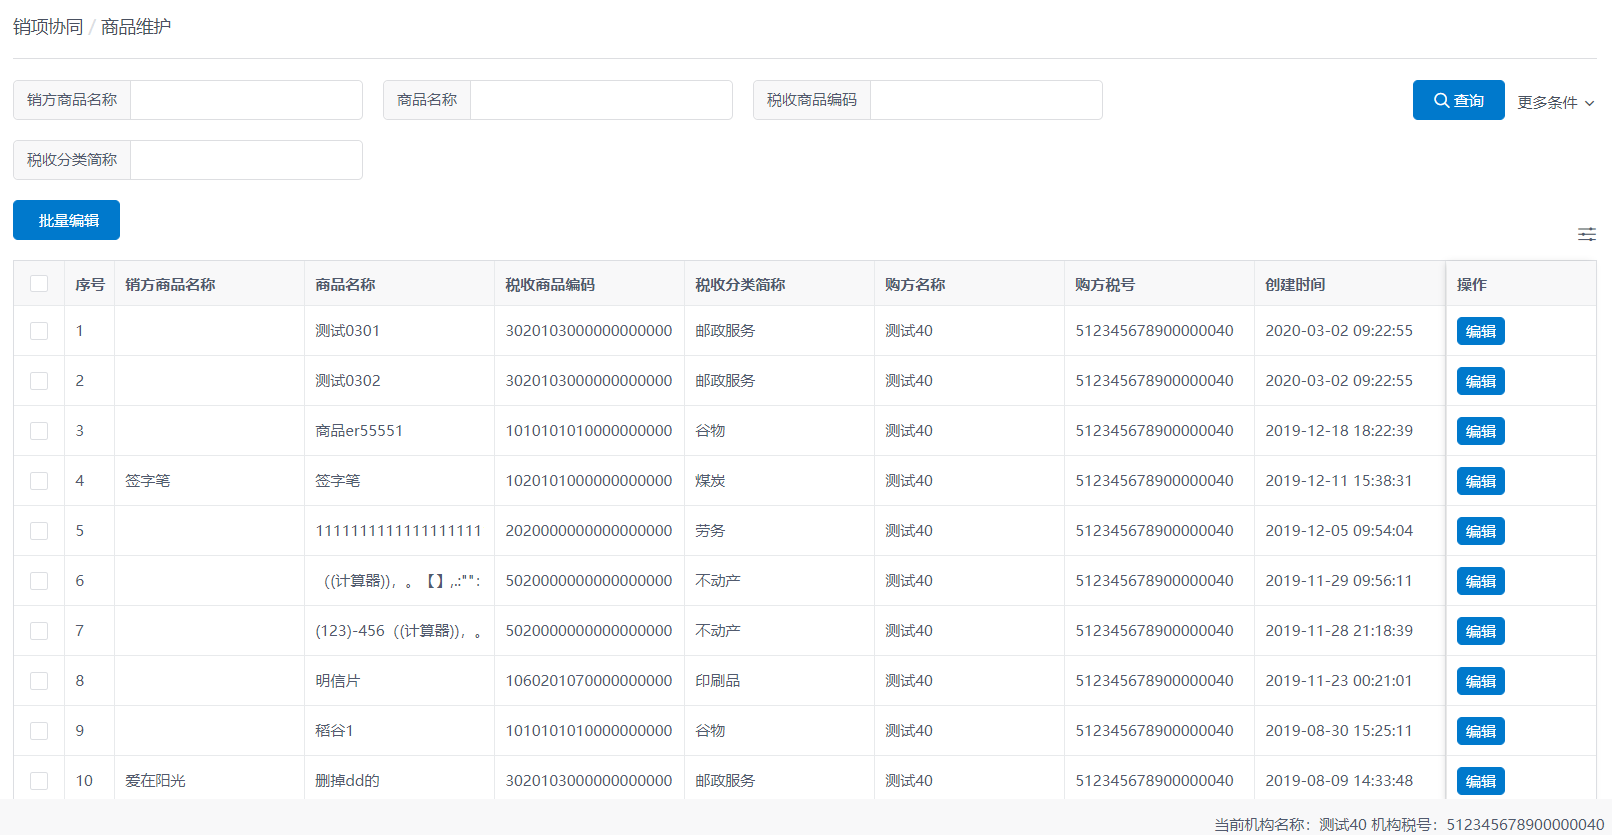 销项协同 / 商品维护
销方商品名称 商品名称 税收商品编码 查询 更多条件
税收分类简称
批量编辑
序号 销方商品名称 商品名称 税收商品编码 税收分类简称 购方名称 购方税号 创建时间 操作
1 测试0301 3020103000000000000 邮政服务 测试40 512345678900000040 2020-03-02 09:22:55 编辑
2 测试0302 3020103000000000000 邮政服务 测试40 512345678900000040 2020-03-02 09:22:55 编辑
3 商品er55551 1010101010000000000 谷物 测试40 512345678900000040 2019-12-18 18:22:39 编辑
4 签字笔 签字笔 1020101000000000000 煤炭 测试40 512345678900000040 2019-12-11 15:38:31 编辑
5 1111111111111111111 2020000000000000000 劳务 测试40 512345678900000040 2019-12-05 09:54:04 编辑
6 （(计算器)），。【】,.:"": 5020000000000000000 不动产 测试40 512345678900000040 2019-11-29 09:56:11 编辑
7 (123)-456（(计算器)），。 5020000000000000000 不动产 测试40 512345678900000040 2019-11-28 21:18:39 编辑
8 明信片 1060201070000000000 印刷品 测试40 512345678900000040 2019-11-23 00:21:01 编辑
9 稻谷1 1010101010000000000 谷物 测试40 512345678900000040 2019-08-30 15:25:11 编辑
10 爱在阳光 删掉dd的 3020103000000000000 邮政服务 测试40 512345678900000040 2019-08-09 14:33:48 编辑
当前机构名称：测试40 机构税号：512345678900000040